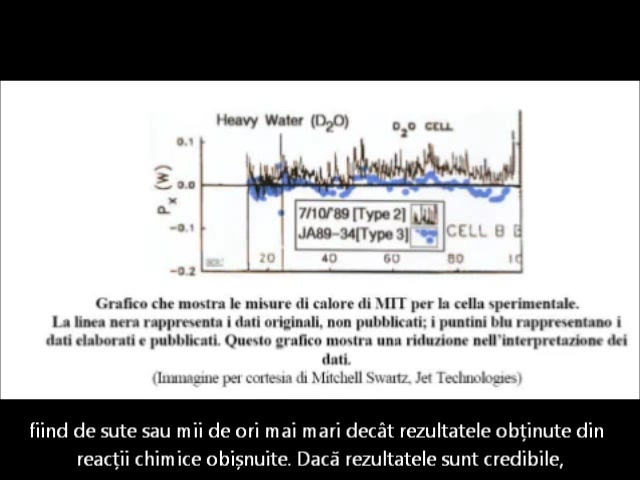 Heavy Water (D₂O)
D₂O CELL
0.1
0.0
-0.1
-0.2
Pₓ (W)
7/10/'89 [Type 2]
JA89-34[Type 3]
CELL B
20 40 60 80
Grafico che mostra le misure di calore di MIT per la cella sperimentale.
La linea nera rappresenta i dati originali, non pubblicati; i puntini blu rappresentano i
dati elaborati e pubblicati. Questo grafico mostra una riduzione nell'interpretazione dei
dati.
(Immagine per cortesia di Mitchell Swartz, Jet Technologies)
fiind de sute sau mii de ori mai mari decât rezultatele obținute din
reacții chimice obișnuite. Dacă rezultatele sunt credibile,